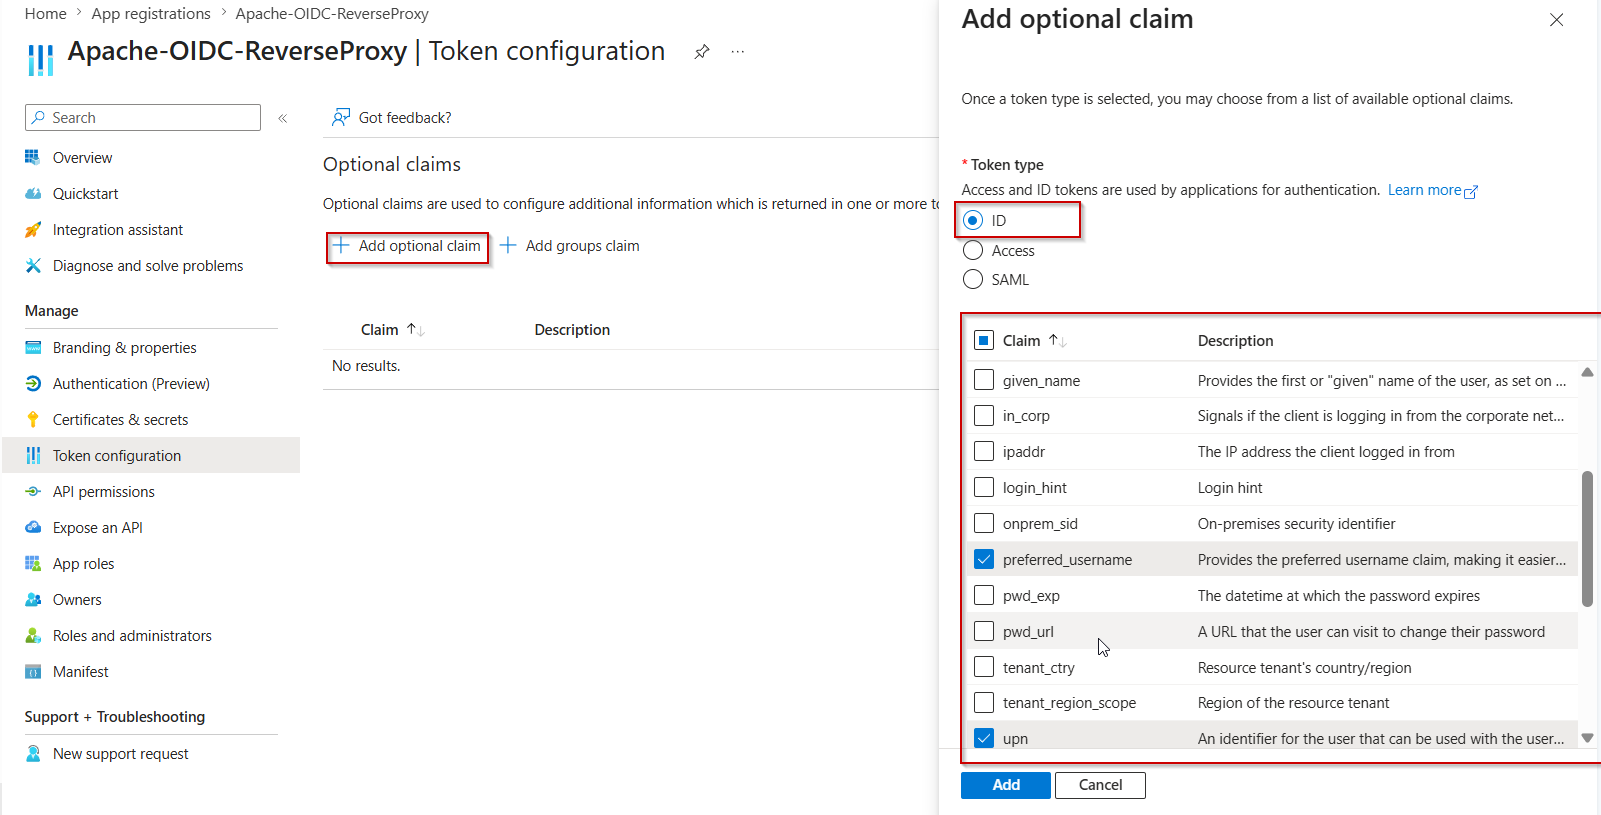 Home > App registrations > Apache-OIDC-ReverseProxy
Apache-OIDC-ReverseProxy | Token configuration
Search
Overview
Quickstart
Integration assistant
Diagnose and solve problems
Manage
Branding & properties
Authentication (Preview)
Certificates & secrets
Token configuration
API permissions
Expose an API
App roles
Owners
Roles and administrators
Manifest
Support + Troubleshooting
New support request
Got feedback?
Optional claims
Optional claims are used to configure additional information which is returned in one or more to
Add optional claim
Add groups claim
Claim Description
No results.
Add optional claim
Once a token type is selected, you may choose from a list of available optional claims.
* Token type
Access and ID tokens are used by applications for authentication. Learn more
ID
Access
SAML
Claim Description
given_name Provides the first or "given" name of the user, as set on ...
in_corp Signals if the client is logging in from the corporate net...
ipaddr The IP address the client logged in from
login_hint Login hint
onprem_sid On-premises security identifier
preferred_username Provides the preferred username claim, making it easier...
pwd_exp The datetime at which the password expires
pwd_url A URL that the user can visit to change their password
tenant_ctry Resource tenant's country/region
tenant_region_scope Region of the resource tenant
upn An identifier for the user that can be used with the user...
Add Cancel